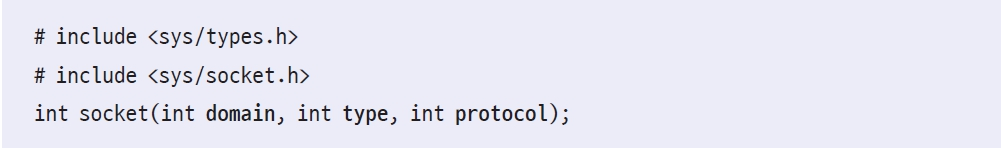 # include <sys/types.h>
# include <sys/socket.h>
int socket(int domain, int type, int protocol);